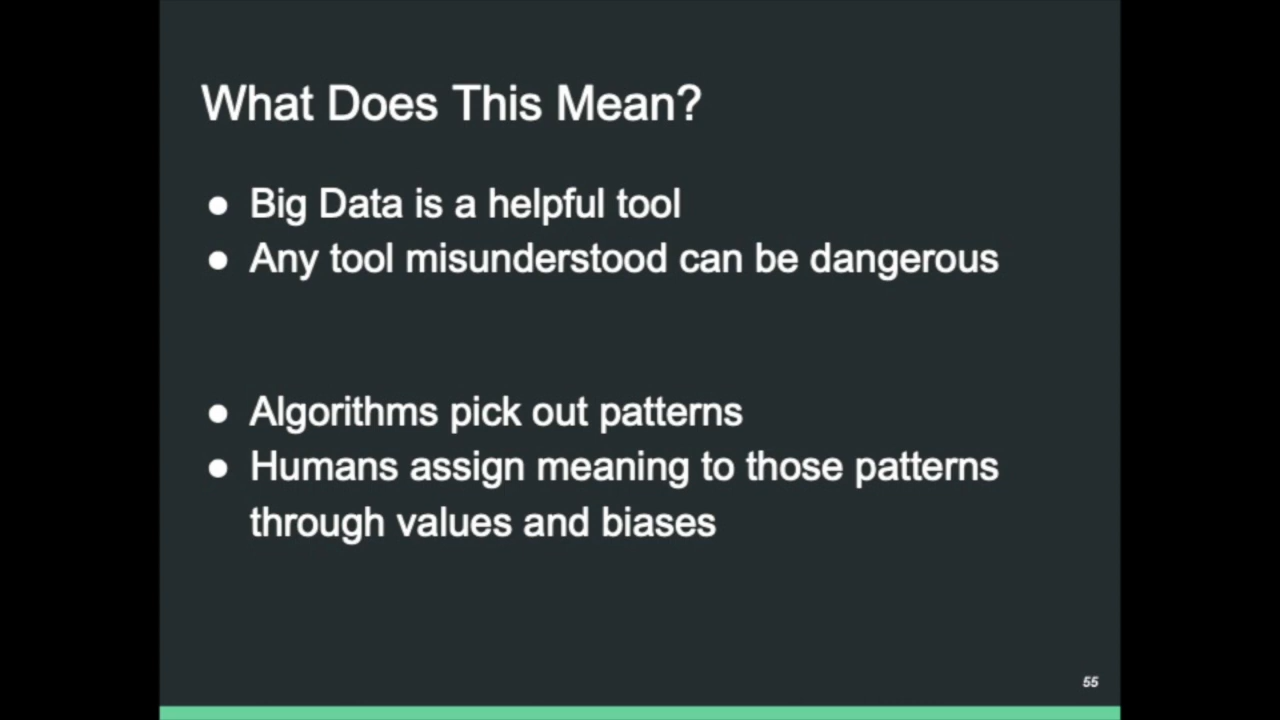 What Does This Mean?
● Big Data is a helpful tool
● Any tool misunderstood can be dangerous
● Algorithms pick out patterns
● Humans assign meaning to those patterns
through values and biases
55